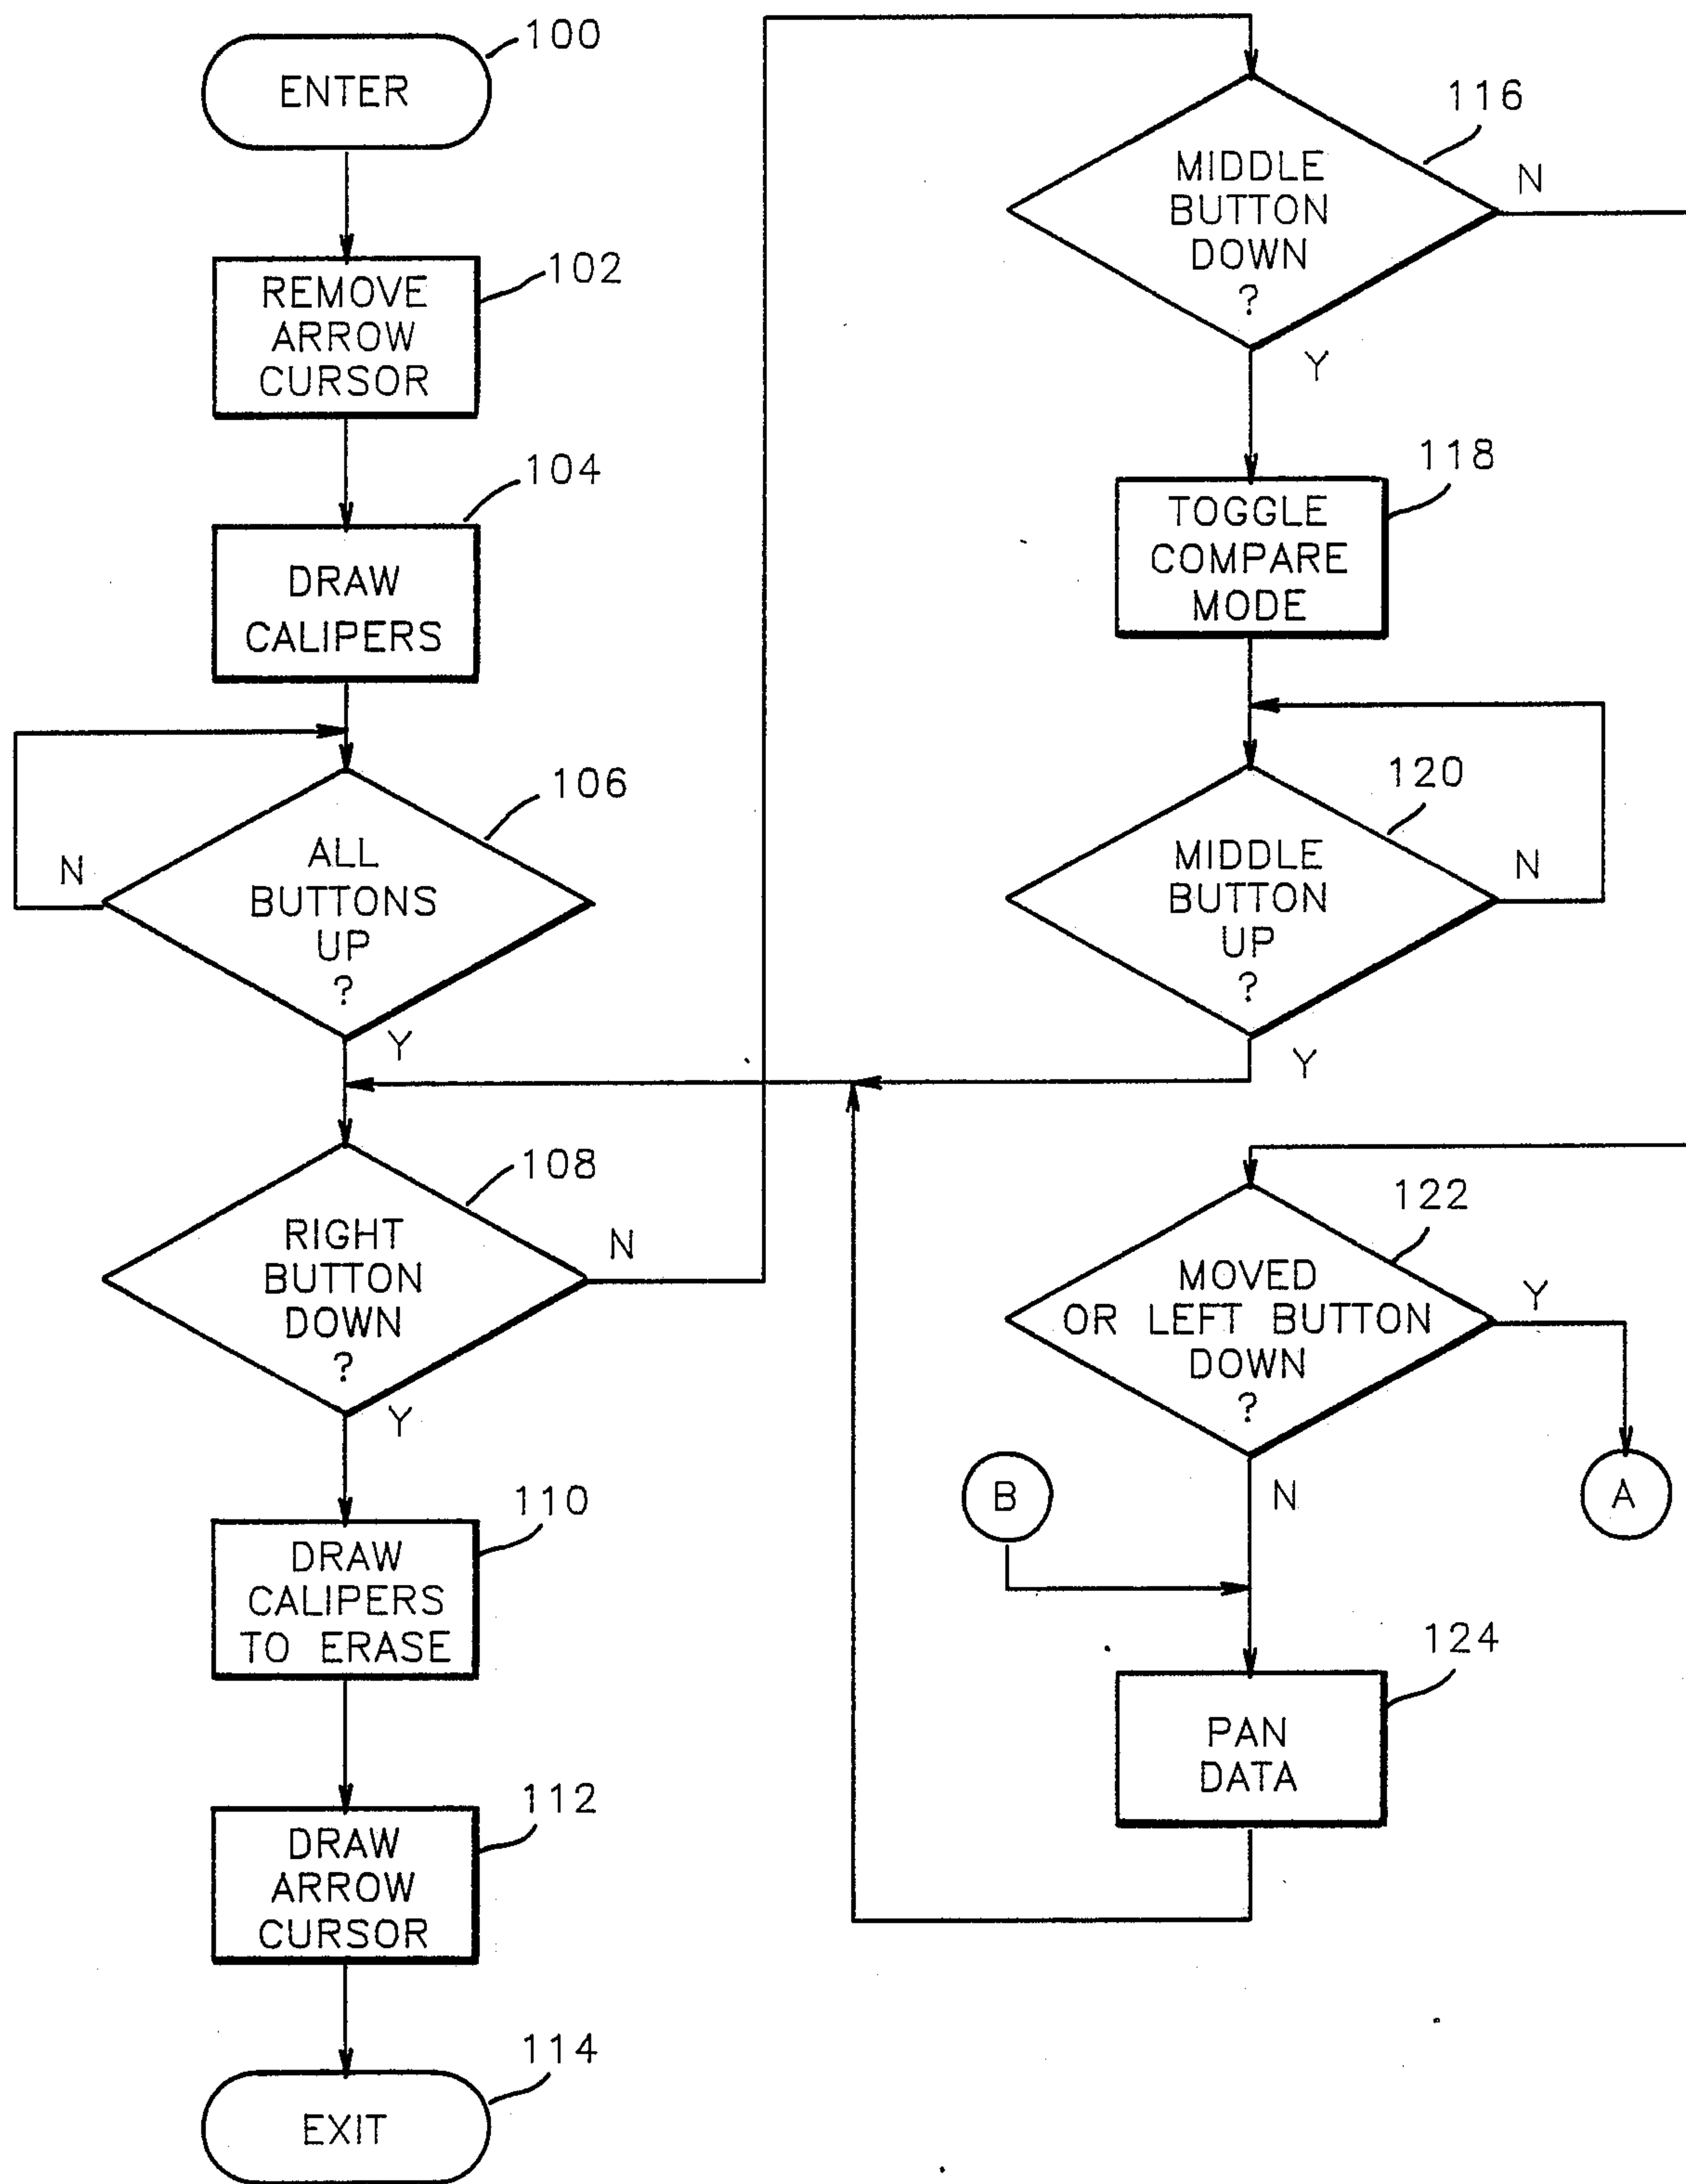 100
ENTER
102
REMOVE
ARROW
CURSOR
104
DRAW
CALIPERS
106
ALL
BUTTONS
UP
?
N
Y
108
RIGHT
BUTTON
DOWN
?
N
Y
110
DRAW
CALIPERS
TO ERASE
112
DRAW
ARROW
CURSOR
114
EXIT
116
MIDDLE
BUTTON
DOWN
?
N
Y
118
TOGGLE
COMPARE
MODE
120
MIDDLE
BUTTON
UP
?
N
Y
122
MOVED
OR LEFT BUTTON
DOWN
?
Y
N
A
B
124
PAN
DATA